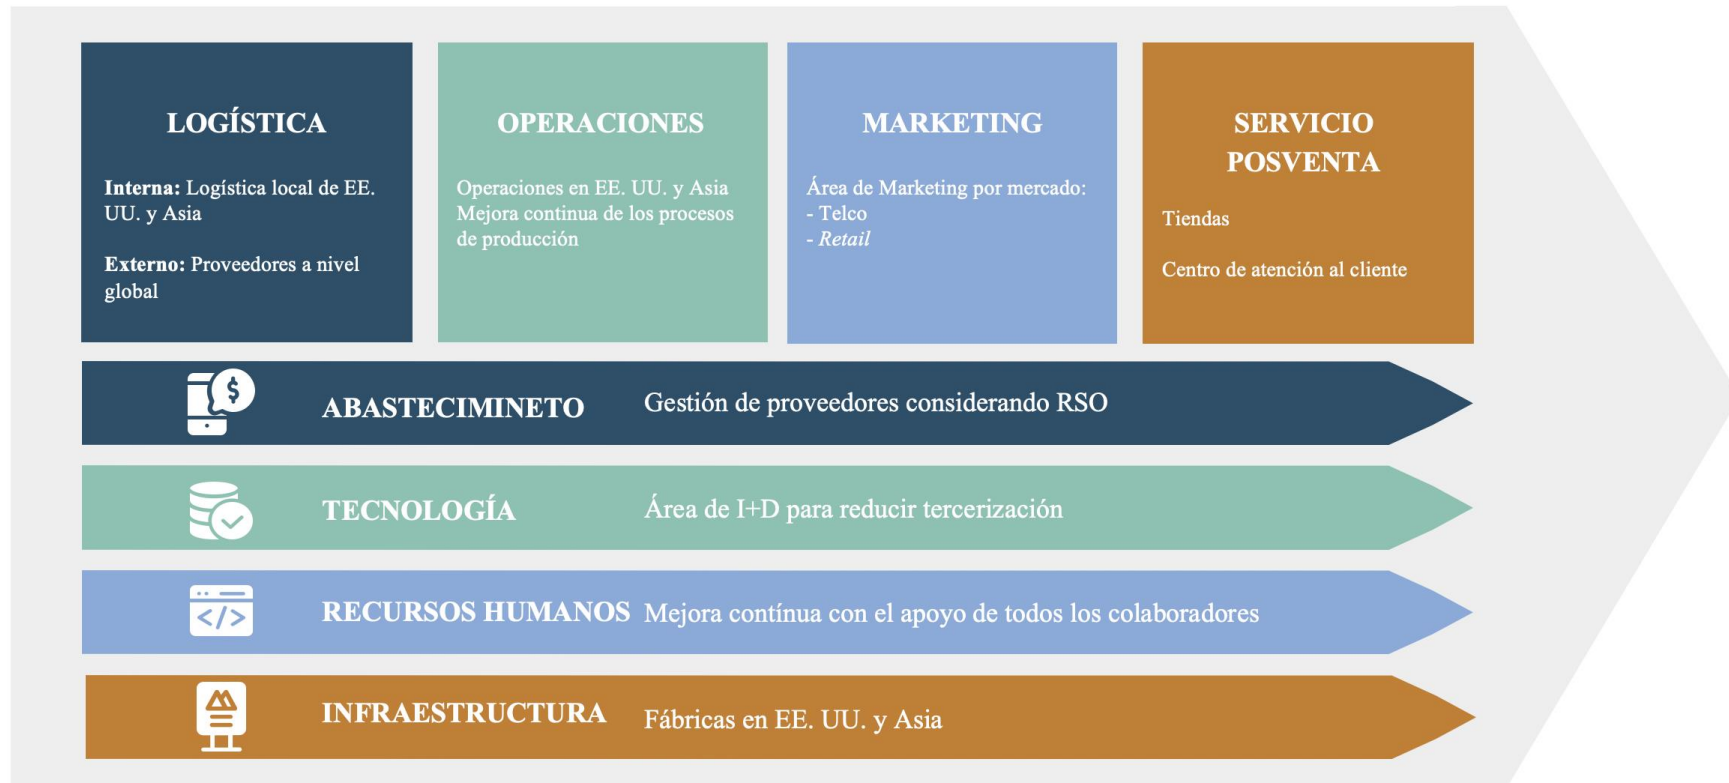 LOGÍSTICA
Interna: Logística local de EE.
UU. y Asia
Externo: Proveedores a nivel
global
OPERACIONES
Operaciones en EE. UU. y Asia
Mejora continua de los procesos
de producción
MARKETING
Área de Marketing por mercado:
- Telco
- Retail
SERVICIO
POSVENTA
Tiendas
Centro de atención al cliente
$
ABASTECIMINETO Gestión de proveedores considerando RSO
TECNOLOGÍA Área de I+D para reducir tercerización
</>
RECURSOS HUMANOS Mejora contínua con el apoyo de todos los colaboradores
INFRAESTRUCTURA Fábricas en EE. UU. y Asia